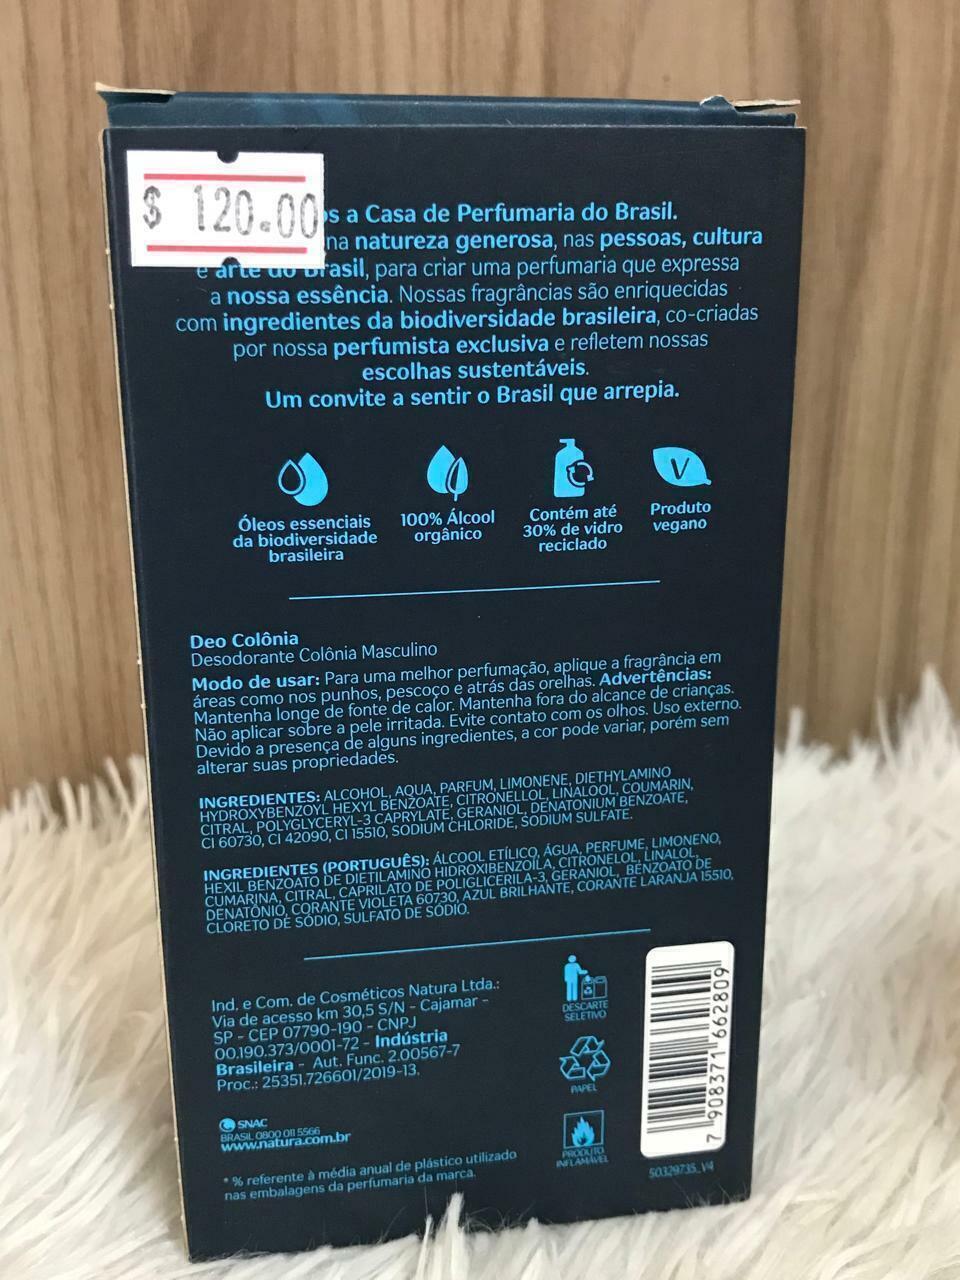 $ 120.00
os a Casa de Perfumaria do Brasil.
na natureza generosa, nas pessoas, cultura
e arte do Brasil, para criar uma perfumaria que expressa
a nossa essência. Nossas fragrâncias são enriquecidas
com ingredientes da biodiversidade brasileira, co-criadas
por nossa perfumista exclusiva e refletem nossas
escolhas sustentáveis.
Um convite a sentir o Brasil que arrepia.
Óleos essenciais
da biodiversidade
brasileira
100% Álcool
orgânico
Contém até
30% de vidro
reciclado
V
Produto
vegano
Deo Colônia
Desodorante Colônia Masculino
Modo de usar: Para uma melhor perfumação, aplique a fragrância em
áreas como nos punhos, pescoço e atrás das orelhas. Advertências:
Mantenha longe de fonte de calor. Mantenha fora do alcance de crianças.
Não aplicar sobre a pele irritada. Evite contato com os olhos. Uso externo.
Devido a presença de alguns ingredientes, a cor pode variar, porém sem
alterar suas propriedades.
INGREDIENTES: ALCOHOL, AQUA, PARFUM, LIMONENE, DIETHYLAMINO
HYDROXYBENZOYL HEXYL BENZOATE, CITRONELLOL, LINALOOL, COUMARIN,
CITRAL, POLYGLYCERYL-3 CAPRYLATE, GERANIOL, DENATONIUM BENZOATE,
CI 60730, CI 42090, CI 15510, SODIUM CHLORIDE, SODIUM SULFATE.
INGREDIENTES (PORTUGUÊS): ÁLCOOL ETÍLICO, ÁGUA, PERFUME, LIMONENO,
HEXIL BENZOATO DE DIETILAMINO HIDROXIBENZOILA, CITRONELOL, LINALOL,
CUMARINA, CITRAL, CAPRILATO DE POLIGLICERILA-3, GERANIOL, BENZOATO DE
DENATÔNIO, CORANTE VIOLETA 60730, AZUL BRILHANTE, CORANTE LARANJA 15510,
CLORETO DE SÓDIO, SULFATO DE SÓDIO.
Ind. e Com. de Cosméticos Natura Ltda.:
Via de acesso km 30,5 S/N - Cajamar -
SP - CEP 07790-190 - CNPJ
00.190.373/0001-72 - Indústria
Brasileira - Aut. Func. 2.00567-7
Proc.: 25351.726601/2019-13.
SNAC
BRASIL 0800 011 5566
www.natura.com.br
* % referente à média anual de plástico utilizado
nas embalagens da perfumaria da marca.
DESCARTE
SELETIVO
PAPEL
PRODUTO
INFLAMÁVEL
7 908371 662809
50329735_V4